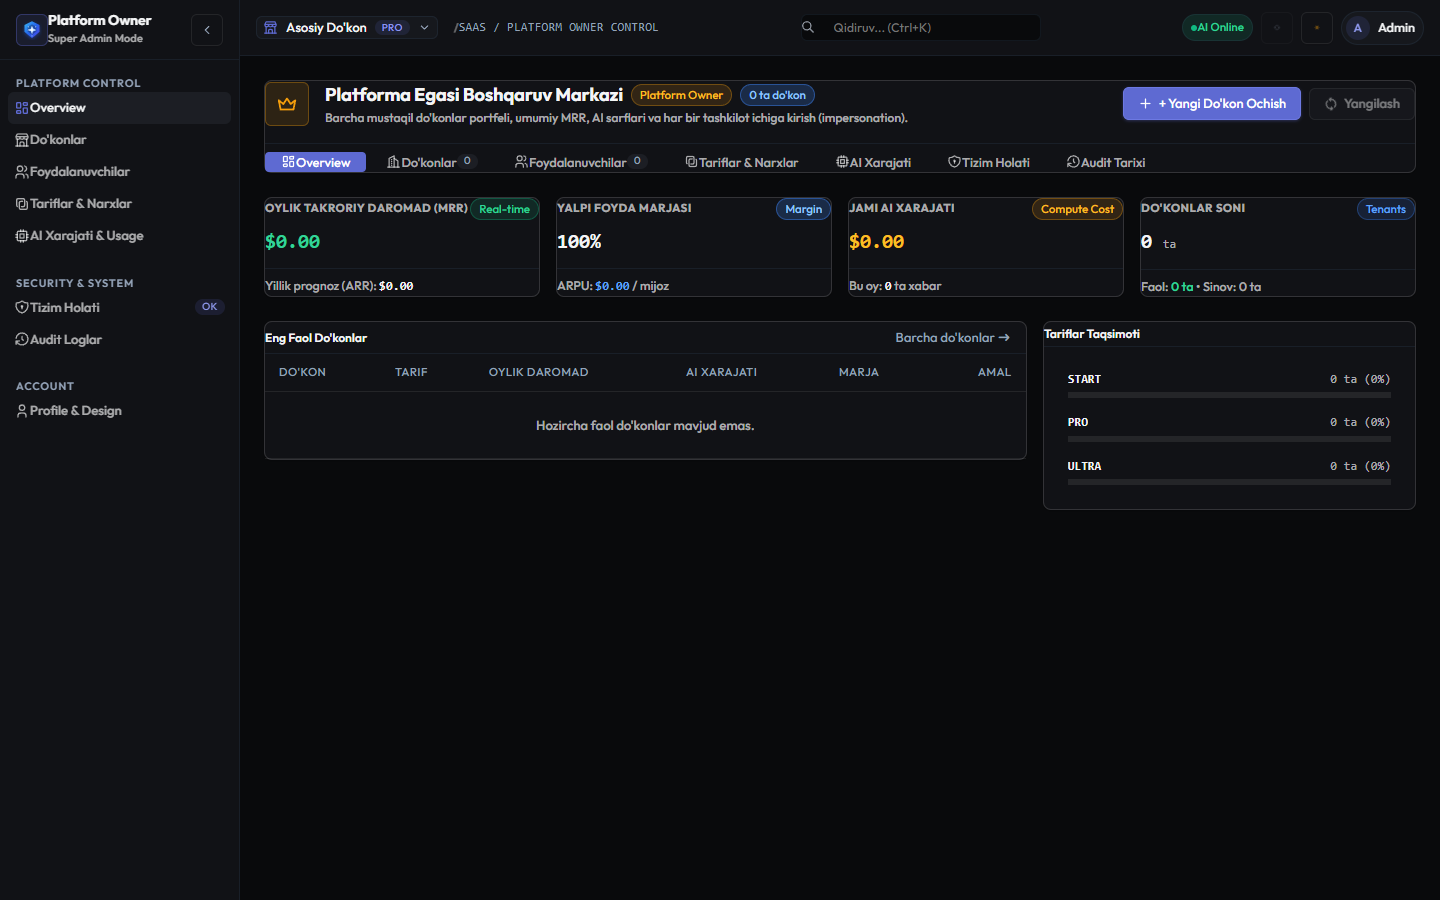 Platform Owner
Super Admin Mode
PLATFORM CONTROL
Overview
Do'konlar
Foydalanuvchilar
Tariflar & Narxlar
AI Xarajati & Usage
SECURITY & SYSTEM
Tizim Holati OK
Audit Loglar
ACCOUNT
Profile & Design
Asosiy Do'kon PRO /SAAS / PLATFORM OWNER CONTROL Qidiruv... (Ctrl+K) AI Online A Admin
Platforma Egasi Boshqaruv Markazi Platform Owner 0 ta do'kon
Barcha mustaqil do'konlar portfeli, umumiy MRR, AI sarflari va har bir tashkilot ichiga kirish (impersonation).
+ Yangi Do'kon Ochish Yangilash
Overview Do'konlar 0 Foydalanuvchilar 0 Tariflar & Narxlar AI Xarajati Tizim Holati Audit Tarixi
OYLIK TAKRORIY DAROMAD (MRR) Real-time
$0.00
Yillik prognoz (ARR): $0.00
YALPI FOYDA MARJASI Margin
100%
ARPU: $0.00 / mijoz
JAMI AI XARAJATI Compute Cost
$0.00
Bu oy: 0 ta xabar
DO'KONLAR SONI Tenants
0 ta
Faol: 0 ta • Sinov: 0 ta
Eng Faol Do'konlar Barcha do'konlar →
DO'KON TARIF OYLIK DAROMAD AI XARAJATI MARJA AMAL
Hozircha faol do'konlar mavjud emas.
Tariflar Taqsimoti
START 0 ta (0%)
PRO 0 ta (0%)
ULTRA 0 ta (0%)